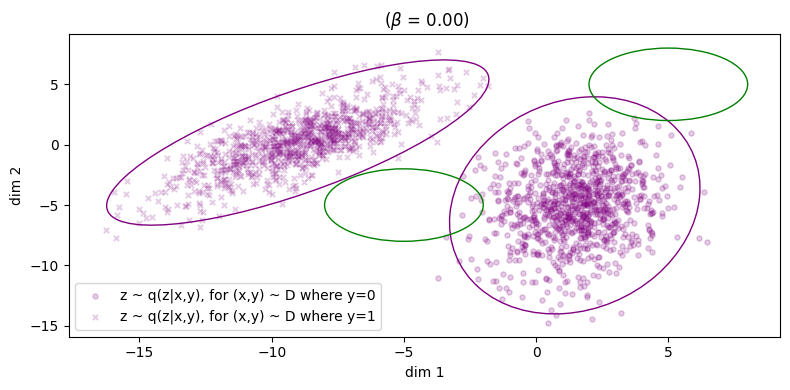 (β = 0.00)
dim 2
5
0
−5
−10
−15
z ~ q(z|x,y), for (x,y) ~ D where y=0
z ~ q(z|x,y), for (x,y) ~ D where y=1
−15 −10 −5 0 5
dim 1